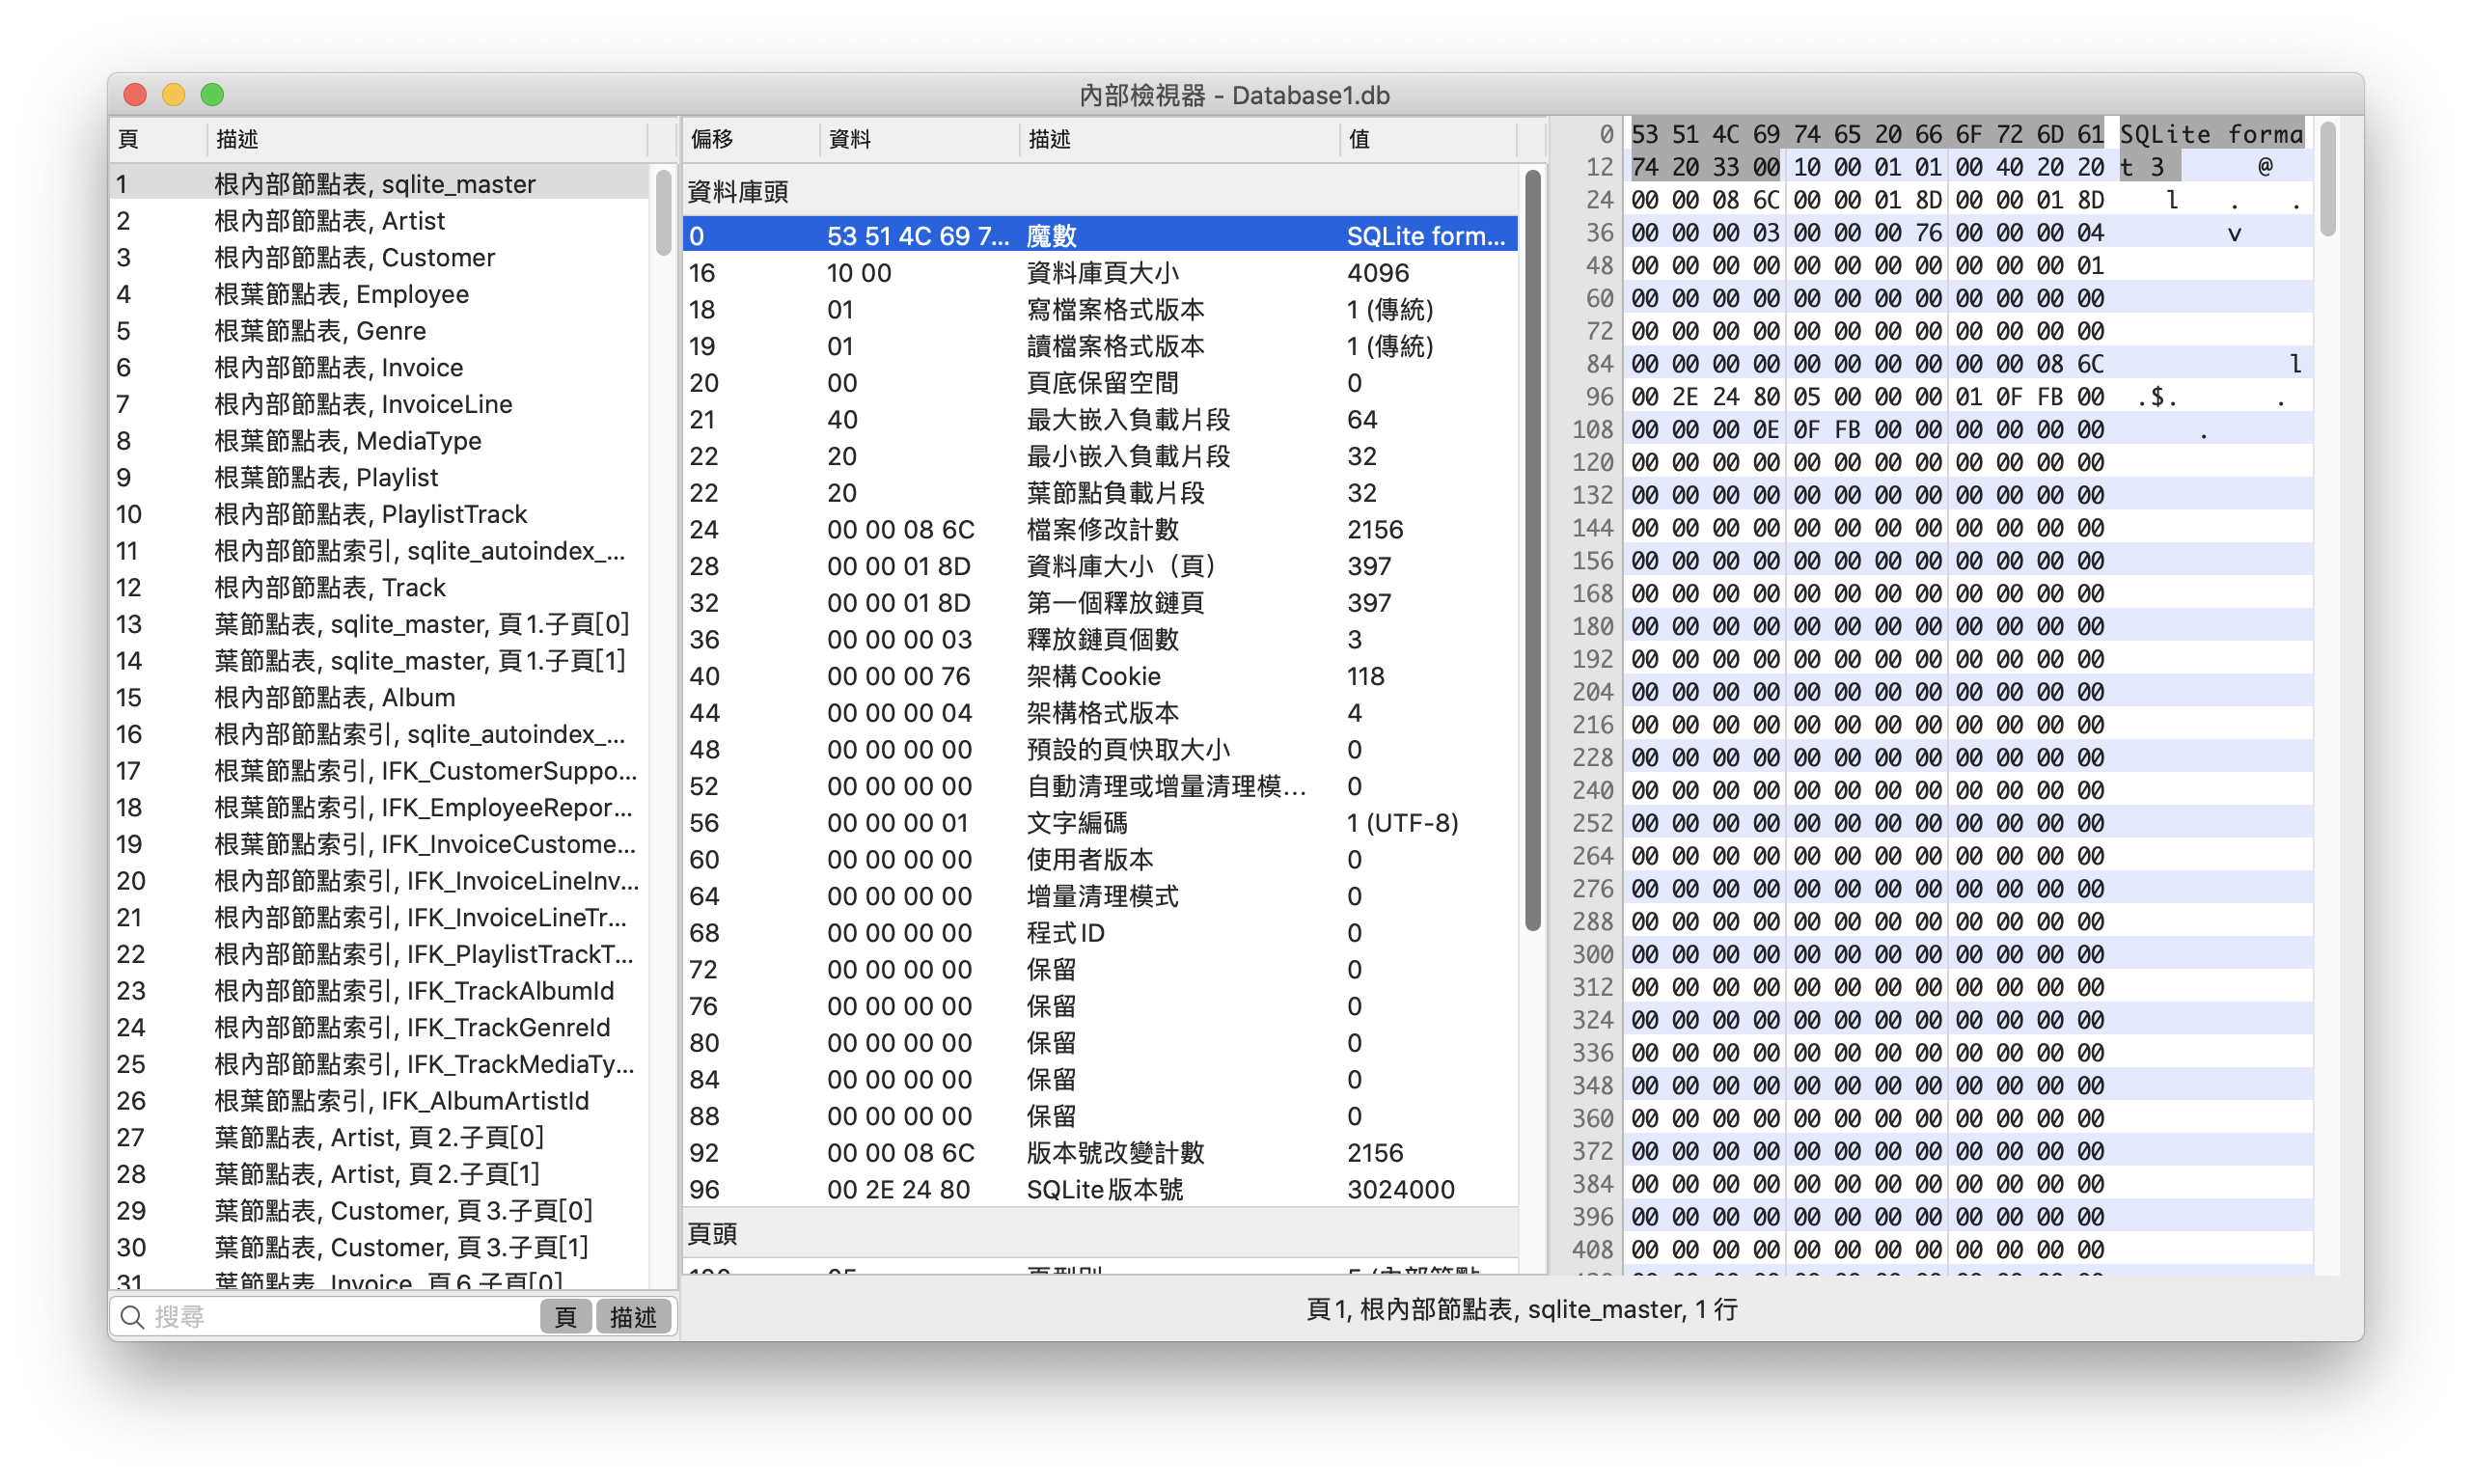 內部檢視器 - Database1.db
頁 描述
1 根內部節點表, sqlite_master
2 根內部節點表, Artist
3 根內部節點表, Customer
4 根葉節點表, Employee
5 根葉節點表, Genre
6 根內部節點表, Invoice
7 根內部節點表, InvoiceLine
8 根葉節點表, MediaType
9 根葉節點表, Playlist
10 根內部節點表, PlaylistTrack
11 根內部節點索引, sqlite_autoindex_...
12 根內部節點表, Track
13 葉節點表, sqlite_master, 頁1.子頁[0]
14 葉節點表, sqlite_master, 頁1.子頁[1]
15 根內部節點表, Album
16 根內部節點索引, sqlite_autoindex_...
17 根葉節點索引, IFK_CustomerSuppo...
18 根葉節點索引, IFK_EmployeeRepor...
19 根葉節點索引, IFK_InvoiceCustome...
20 根內部節點索引, IFK_InvoiceLineInv...
21 根內部節點索引, IFK_InvoiceLineTr...
22 根內部節點索引, IFK_PlaylistTrackT...
23 根內部節點索引, IFK_TrackAlbumId
24 根內部節點索引, IFK_TrackGenreId
25 根內部節點索引, IFK_TrackMediaTy...
26 根葉節點索引, IFK_AlbumArtistId
27 葉節點表, Artist, 頁2.子頁[0]
28 葉節點表, Artist, 頁2.子頁[1]
29 葉節點表, Customer, 頁3.子頁[0]
30 葉節點表, Customer, 頁3.子頁[1]
31 葉節點表, Invoice, 頁6.子頁[0]
搜尋 頁 描述
偏移 資料 描述 值
資料庫頭
0 53 51 4C 69 7... 魔數 SQLite form...
16 10 00 資料庫頁大小 4096
18 01 寫檔案格式版本 1 (傳統)
19 01 讀檔案格式版本 1 (傳統)
20 00 頁底保留空間 0
21 40 最大嵌入負載片段 64
22 20 最小嵌入負載片段 32
22 20 葉節點負載片段 32
24 00 00 08 6C 檔案修改計數 2156
28 00 00 01 8D 資料庫大小（頁） 397
32 00 00 01 8D 第一個釋放鏈頁 397
36 00 00 00 03 釋放鏈頁個數 3
40 00 00 00 76 架構Cookie 118
44 00 00 00 04 架構格式版本 4
48 00 00 00 00 預設的頁快取大小 0
52 00 00 00 00 自動清理或增量清理模... 0
56 00 00 00 01 文字編碼 1 (UTF-8)
60 00 00 00 00 使用者版本 0
64 00 00 00 00 增量清理模式 0
68 00 00 00 00 程式ID 0
72 00 00 00 00 保留 0
76 00 00 00 00 保留 0
80 00 00 00 00 保留 0
84 00 00 00 00 保留 0
88 00 00 00 00 保留 0
92 00 00 08 6C 版本號改變計數 2156
96 00 2E 24 80 SQLite版本號 3024000
頁頭
0 53 51 4C 69 74 65 20 66 6F 72 6D 61 SQLite forma
12 74 20 33 00 10 00 01 01 00 40 20 20 t 3 @
24 00 00 08 6C 00 00 01 8D 00 00 01 8D l . .
36 00 00 00 03 00 00 00 76 00 00 00 04 v
48 00 00 00 00 00 00 00 00 00 00 00 01
60 00 00 00 00 00 00 00 00 00 00 00 00
72 00 00 00 00 00 00 00 00 00 00 00 00
84 00 00 00 00 00 00 00 00 00 00 08 6C l
96 00 2E 24 80 05 00 00 00 01 0F FB 00 .$. .
108 00 00 00 0E 0F FB 00 00 00 00 00 00 .
120 00 00 00 00 00 00 00 00 00 00 00 00
132 00 00 00 00 00 00 00 00 00 00 00 00
144 00 00 00 00 00 00 00 00 00 00 00 00
156 00 00 00 00 00 00 00 00 00 00 00 00
168 00 00 00 00 00 00 00 00 00 00 00 00
180 00 00 00 00 00 00 00 00 00 00 00 00
192 00 00 00 00 00 00 00 00 00 00 00 00
204 00 00 00 00 00 00 00 00 00 00 00 00
216 00 00 00 00 00 00 00 00 00 00 00 00
228 00 00 00 00 00 00 00 00 00 00 00 00
240 00 00 00 00 00 00 00 00 00 00 00 00
252 00 00 00 00 00 00 00 00 00 00 00 00
264 00 00 00 00 00 00 00 00 00 00 00 00
276 00 00 00 00 00 00 00 00 00 00 00 00
288 00 00 00 00 00 00 00 00 00 00 00 00
300 00 00 00 00 00 00 00 00 00 00 00 00
312 00 00 00 00 00 00 00 00 00 00 00 00
324 00 00 00 00 00 00 00 00 00 00 00 00
336 00 00 00 00 00 00 00 00 00 00 00 00
348 00 00 00 00 00 00 00 00 00 00 00 00
360 00 00 00 00 00 00 00 00 00 00 00 00
372 00 00 00 00 00 00 00 00 00 00 00 00
384 00 00 00 00 00 00 00 00 00 00 00 00
396 00 00 00 00 00 00 00 00 00 00 00 00
408 00 00 00 00 00 00 00 00 00 00 00 00
頁1, 根內部節點表, sqlite_master, 1 行